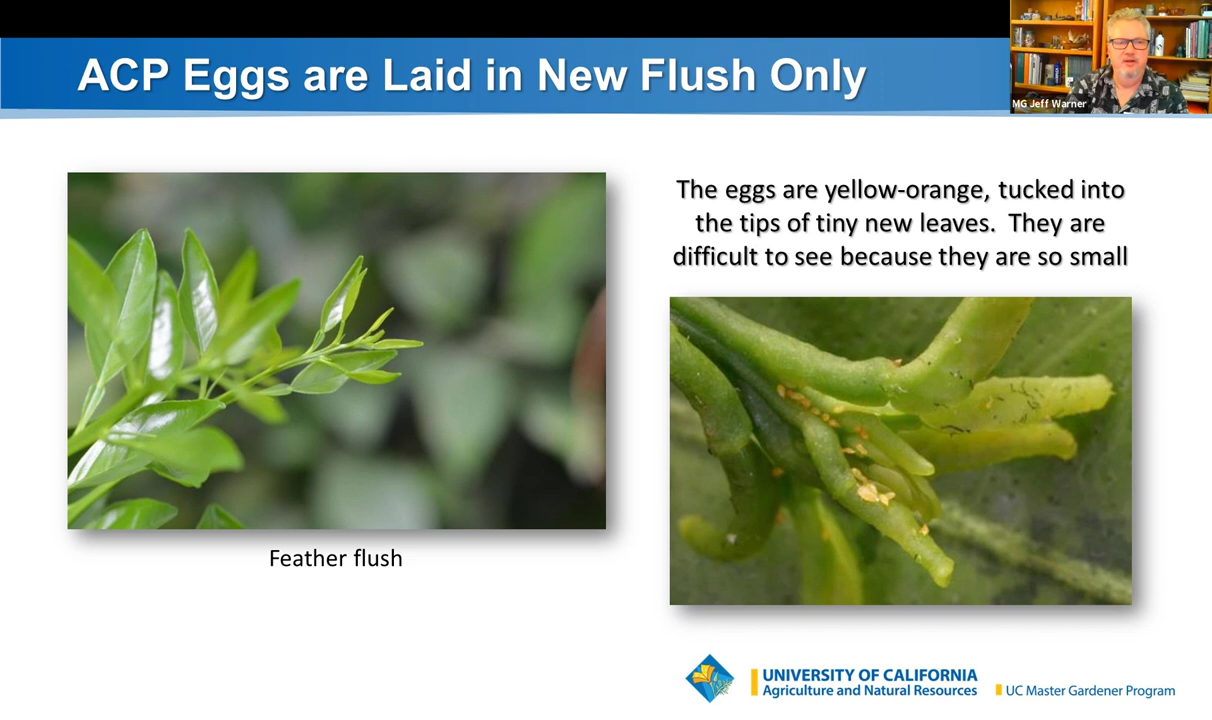 ACP Eggs are Laid in New Flush Only
MG Jeff Warner
The eggs are yellow-orange, tucked into
the tips of tiny new leaves.  They are
difficult to see because they are so small
Feather flush
UNIVERSITY OF CALIFORNIA
Agriculture and Natural Resources
UC Master Gardener Program